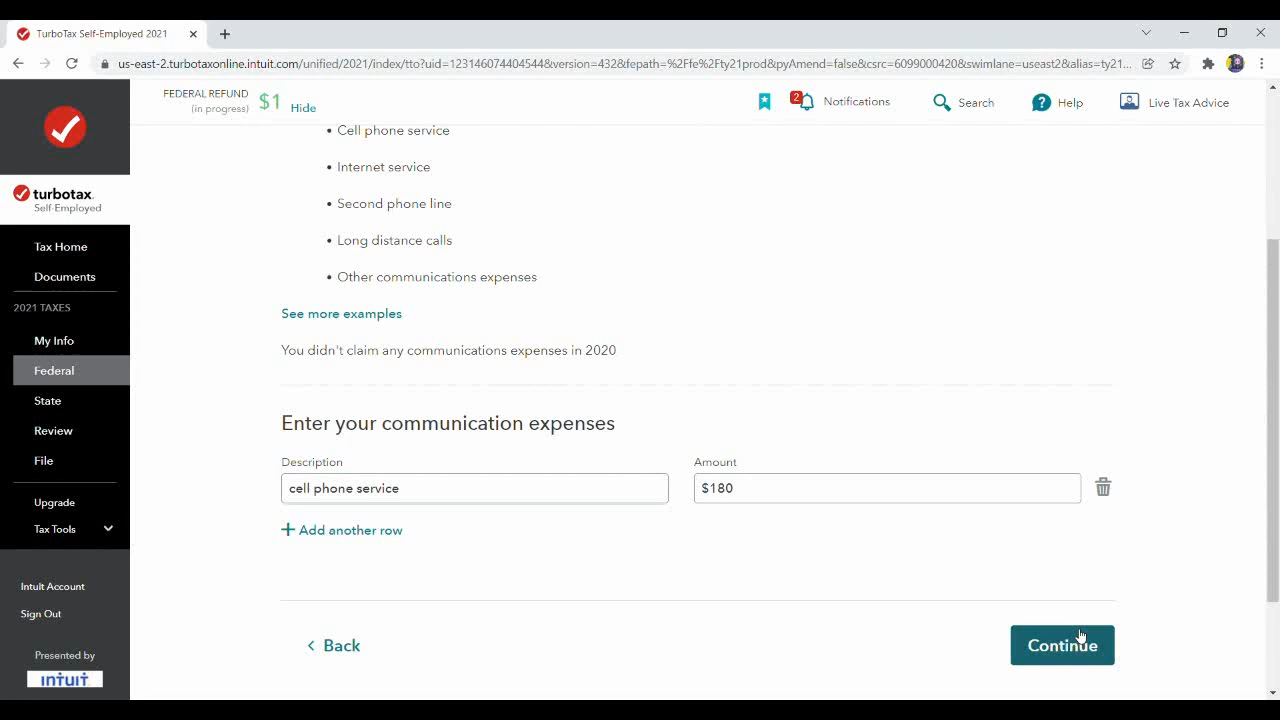 TurboTax Self-Employed 2021
us-east-2.turbotaxonline.intuit.com/unified/2021/index/tto?uid=123146074404544&version=432&fepath=%2Ffe%2Fty21prod&pyAmend=false&csrc=6099000420&swimlane=useast2&alias=ty21...
FEDERAL REFUND
(in progress)
$1
Hide
2
Notifications
Search
Help
Live Tax Advice
turbotax
Self-Employed
Tax Home
Documents
2021 TAXES
My Info
Federal
State
Review
File
Upgrade
Tax Tools
Intuit Account
Sign Out
Presented by
INTUIT
• Cell phone service
• Internet service
• Second phone line
• Long distance calls
• Other communications expenses
See more examples
You didn't claim any communications expenses in 2020
Enter your communication expenses
Description
Amount
cell phone service
$180
+ Add another row
< Back
Continue